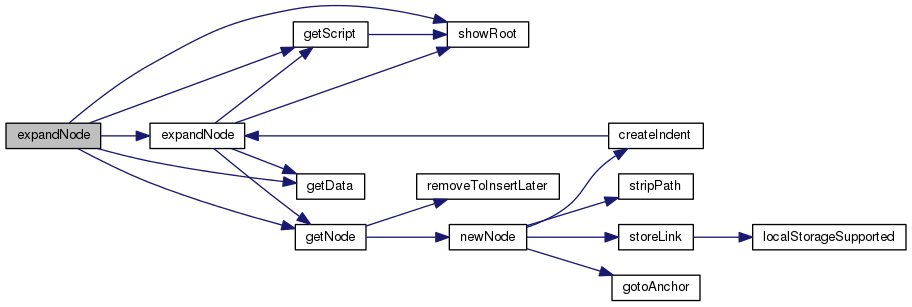 getScript
showRoot
expandNode
expandNode
createIndent
getData
removeToInsertLater
stripPath
getNode
newNode
storeLink
localStorageSupported
gotoAnchor